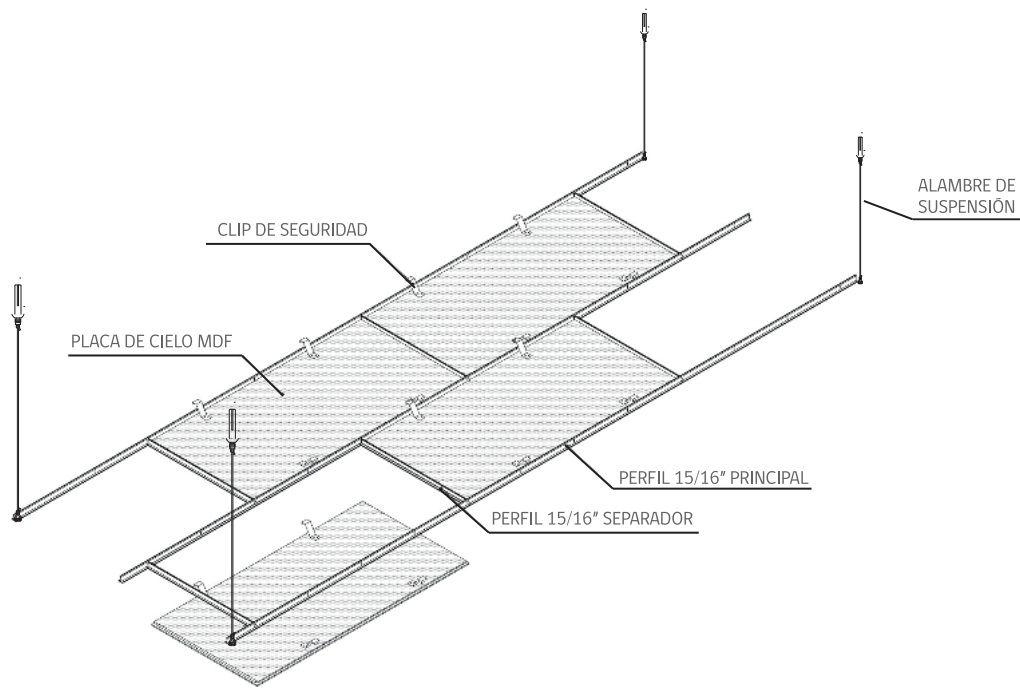 ALAMBRE DE
SUSPENSIÓN
CLIP DE SEGURIDAD
PLACA DE CIELO MDF
PERFIL 15/16" PRINCIPAL
PERFIL 15/16" SEPARADOR